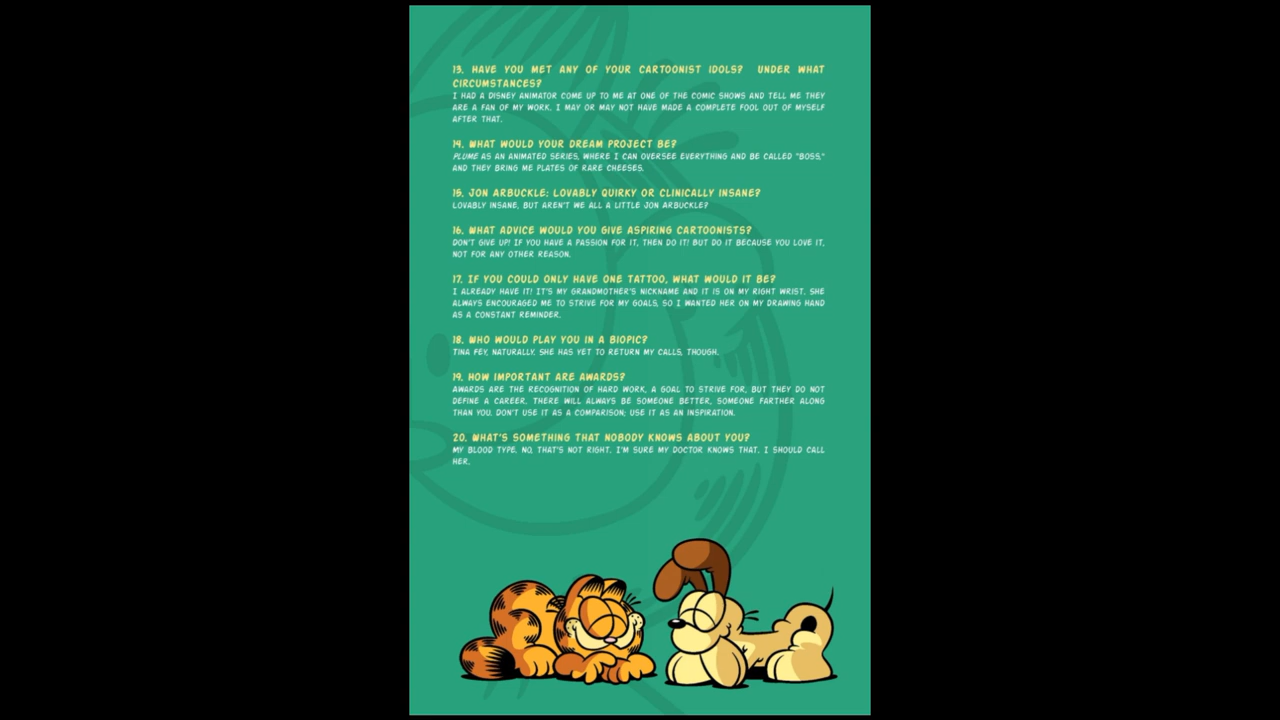 13. HAVE YOU MET ANY OF YOUR CARTOONIST IDOLS? UNDER WHAT
CIRCUMSTANCES?
I HAD A DISNEY ANIMATOR COME UP TO ME AT ONE OF THE COMIC SHOWS AND TELL ME THEY
ARE A FAN OF MY WORK. I MAY OR MAY NOT HAVE MADE A COMPLETE FOOL OUT OF MYSELF
AFTER THAT.
14. WHAT WOULD YOUR DREAM PROJECT BE?
PLUME AS AN ANIMATED SERIES, WHERE I CAN OVERSEE EVERYTHING AND BE CALLED "BOSS,"
AND THEY BRING ME PLATES OF RARE CHEESES.
15. JON ARBUCKLE: LOVABLY QUIRKY OR CLINICALLY INSANE?
LOVABLY INSANE, BUT AREN'T WE ALL A LITTLE JON ARBUCKLE?
16. WHAT ADVICE WOULD YOU GIVE ASPIRING CARTOONISTS?
DON'T GIVE UP! IF YOU HAVE A PASSION FOR IT, THEN DO IT! BUT DO IT BECAUSE YOU LOVE IT,
NOT FOR ANY OTHER REASON.
17. IF YOU COULD ONLY HAVE ONE TATTOO, WHAT WOULD IT BE?
I ALREADY HAVE IT! IT'S MY GRANDMOTHER'S NICKNAME AND IT IS ON MY RIGHT WRIST. SHE
ALWAYS ENCOURAGED ME TO STRIVE FOR MY GOALS, SO I WANTED HER ON MY DRAWING HAND
AS A CONSTANT REMINDER.
18. WHO WOULD PLAY YOU IN A BIOPIC?
TINA FEY, NATURALLY. SHE HAS YET TO RETURN MY CALLS, THOUGH.
19. HOW IMPORTANT ARE AWARDS?
AWARDS ARE THE RECOGNITION OF HARD WORK, A GOAL TO STRIVE FOR, BUT THEY DO NOT
DEFINE A CAREER. THERE WILL ALWAYS BE SOMEONE BETTER, SOMEONE FARTHER ALONG
THAN YOU. DON'T USE IT AS A COMPARISON; USE IT AS AN INSPIRATION.
20. WHAT'S SOMETHING THAT NOBODY KNOWS ABOUT YOU?
MY BLOOD TYPE. NO, THAT'S NOT RIGHT. I'M SURE MY DOCTOR KNOWS THAT. I SHOULD CALL
HER.